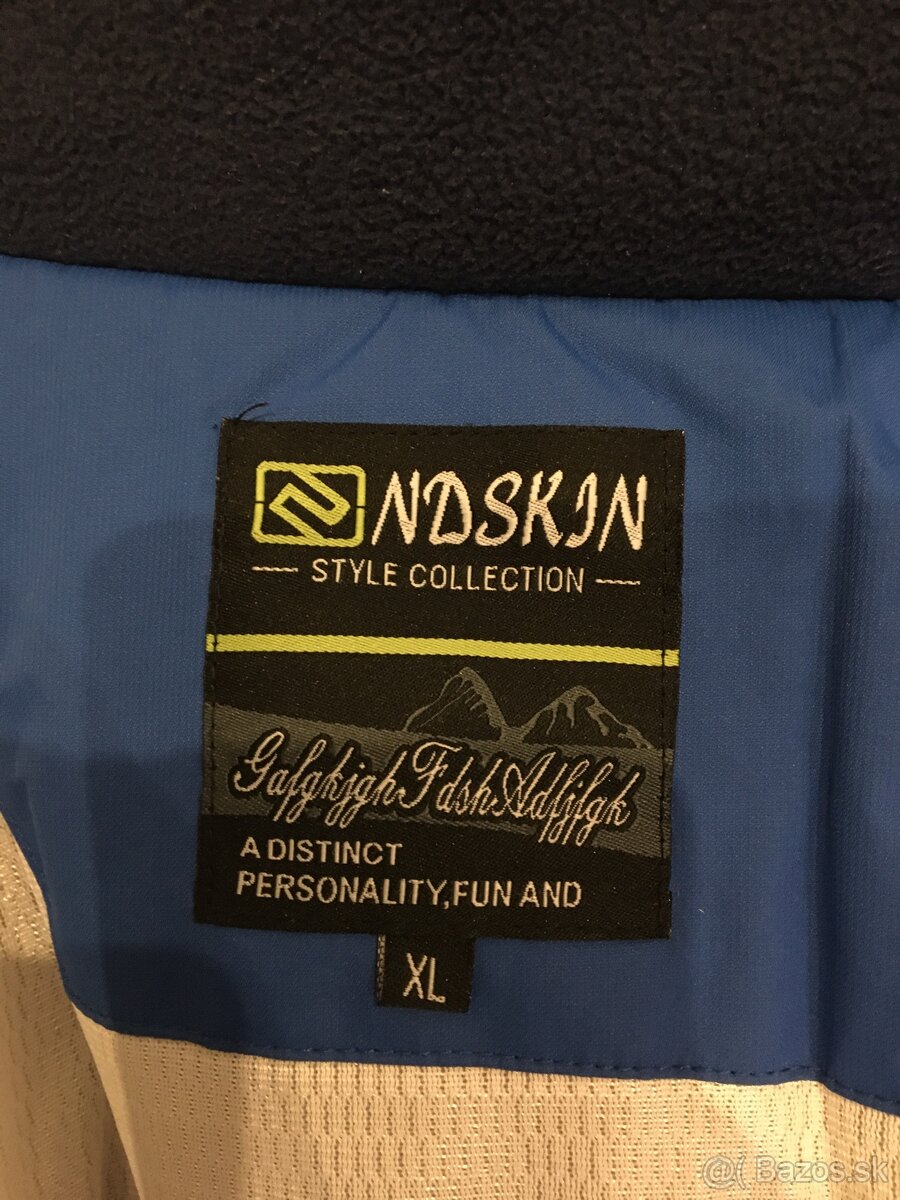 NDSKIN
STYLE COLLECTION
GafgkjghFdshAdfjfgk
A DISTINCT
PERSONALITY,FUN AND
XL
@( Bazos.sk